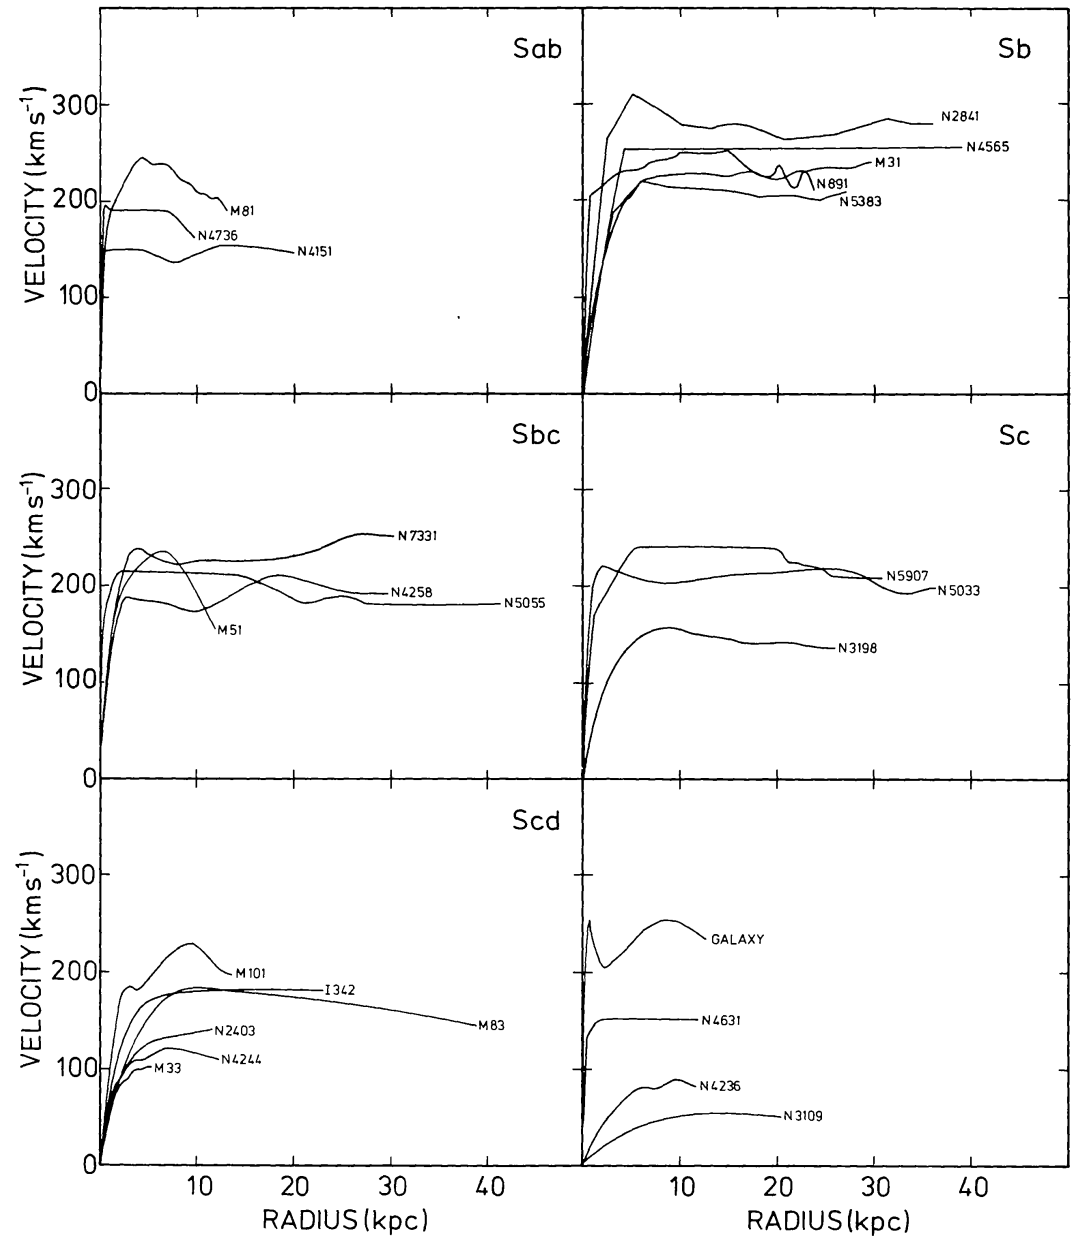 Sab
Sb
VELOCITY (km s⁻¹)
300
200
100
0
M81
N4736
N4151
N2841
N4565
M31
N891
N5383
Sbc
Sc
VELOCITY (km s⁻¹)
300
200
100
0
N7331
N4258
N5055
M51
N5907
N5033
N3198
Scd
VELOCITY (km s⁻¹)
300
200
100
0
M101
I342
M83
N2403
N4244
M33
GALAXY
N4631
N4236
N3109
10 20 30 40
10 20 30 40
RADIUS (kpc)
RADIUS (kpc)